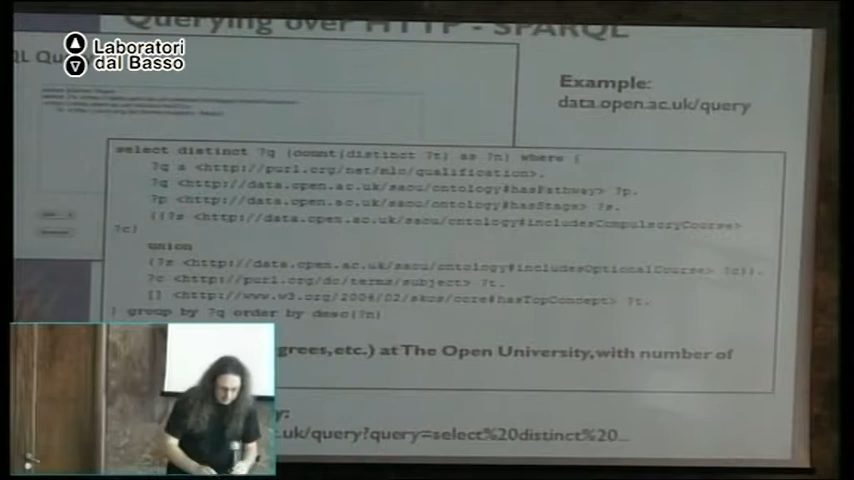 Querying over HTTP - SPARQL
Laboratori
dal Basso
Example:
data.open.ac.uk/query
select distinct ?q (count(distinct ?t) as ?n) where {
?q a <http://purl.org/net/mlo/qualification>.
?q <http://data.open.ac.uk/saou/ontology#hasPathway> ?p.
?p <http://data.open.ac.uk/saou/ontology#hasStage> ?s.
{{?s <http://data.open.ac.uk/saou/ontology#includesCompulsoryCourse>
?c}
union
{?s <http://data.open.ac.uk/saou/ontology#includesOptionalCourse> ?c}}.
?c <http://purl.org/dc/terms/subject> ?t.
[] <http://www.w3.org/2004/02/skos/core#hasTopConcept> ?t.
} group by ?q order by desc(?n)
grees,etc.) at The Open University, with number of
y:
.uk/query?query=select%20distinct%20...